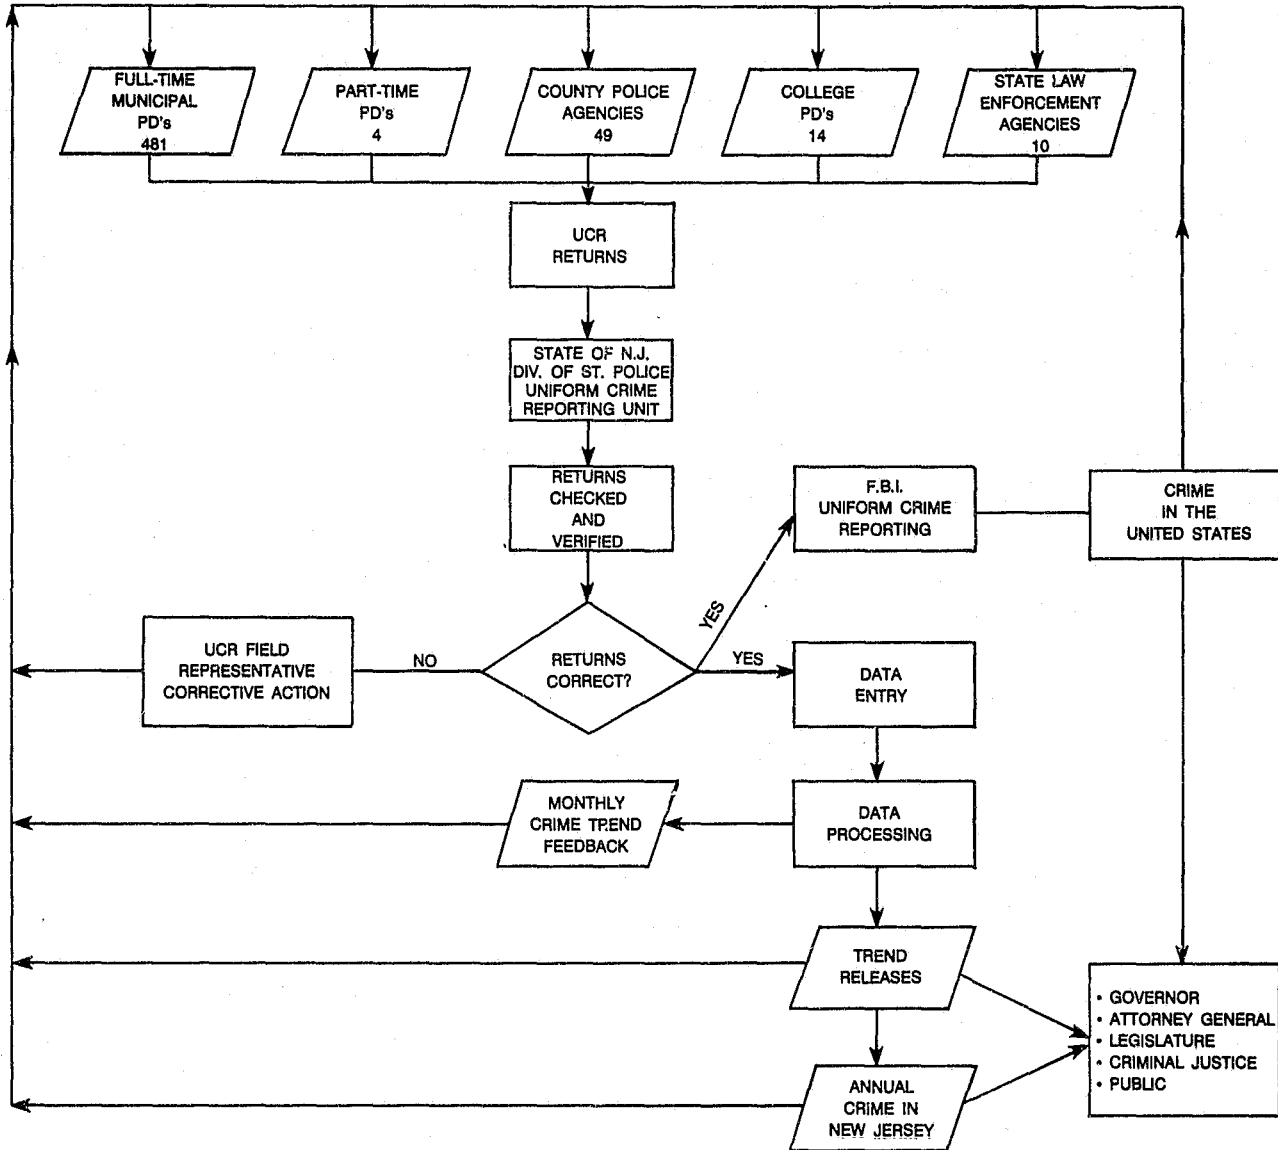 FULL-TIME
MUNICIPAL
PD's
481
PART-TIME
PD's
4
COUNTY POLICE
AGENCIES
49
COLLEGE
PD's
14
STATE LAW
ENFORCEMENT
AGENCIES
10
UCR
RETURNS
STATE OF N.J.
DIV. OF ST. POLICE
UNIFORM CRIME
REPORTING UNIT
RETURNS
CHECKED
AND
VERIFIED
F.B.I.
UNIFORM CRIME
REPORTING
CRIME
IN THE
UNITED STATES
UCR FIELD
REPRESENTATIVE
CORRECTIVE ACTION
NO
RETURNS
CORRECT?
YES
YES
DATA
ENTRY
MONTHLY
CRIME TREND
FEEDBACK
DATA
PROCESSING
TREND
RELEASES
• GOVERNOR
• ATTORNEY GENERAL
• LEGISLATURE
• CRIMINAL JUSTICE
• PUBLIC
ANNUAL
CRIME IN
NEW JERSEY